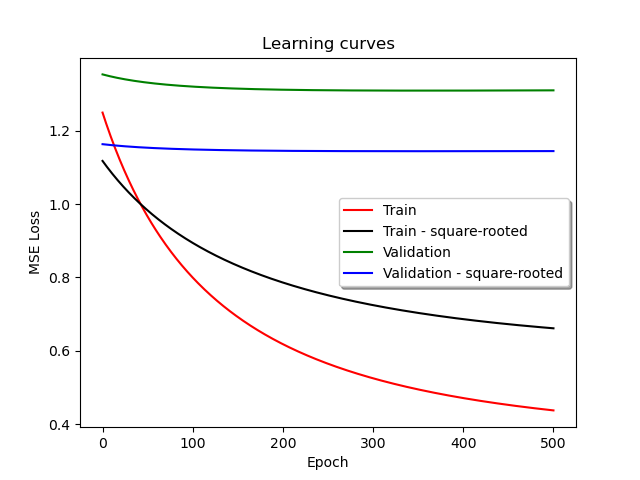 Learning curves
MSE Loss
1.2
1.0
0.8
0.6
0.4
Train
Train - square-rooted
Validation
Validation - square-rooted
0 100 200 300 400 500
Epoch